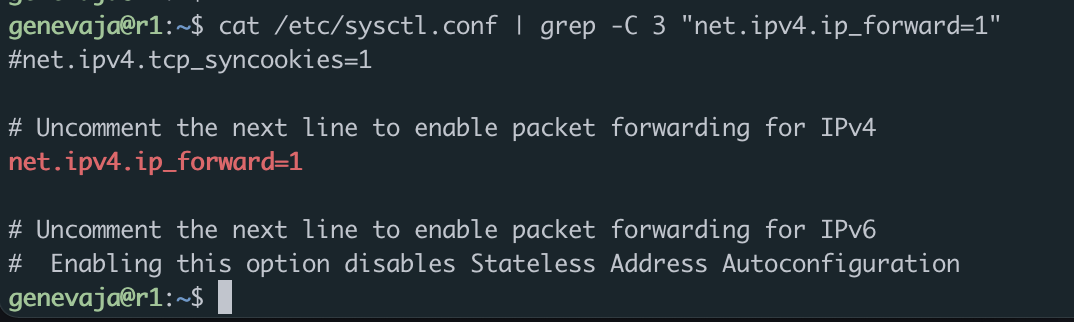 genevaja@r1:~$ cat /etc/sysctl.conf | grep -C 3 "net.ipv4.ip_forward=1"
#net.ipv4.tcp_syncookies=1
# Uncomment the next line to enable packet forwarding for IPv4
net.ipv4.ip_forward=1
# Uncomment the next line to enable packet forwarding for IPv6
#  Enabling this option disables Stateless Address Autoconfiguration
genevaja@r1:~$